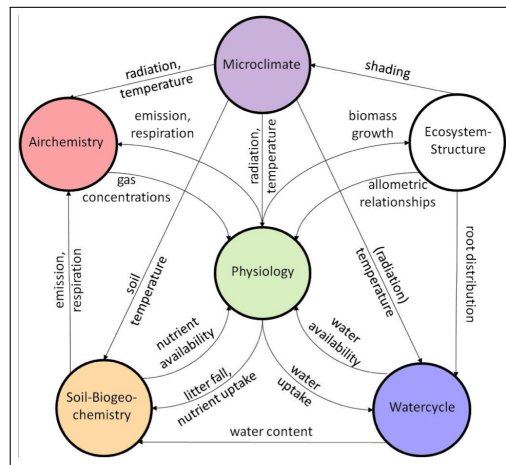 Microclimate
radiation,
temperature
shading
Airchemistry
emission,
respiration
radiation,
temperature
biomass
growth
Ecosystem-
Structure
gas
concentrations
allometric
relationships
Physiology
emission,
respiration
soil
temperature
(radiation)
temperature
root distribution
nutrient
availability
water
availability
Soil-Biogeo-
chemistry
litter fall,
nutrient uptake
water
uptake
Watercycle
water content